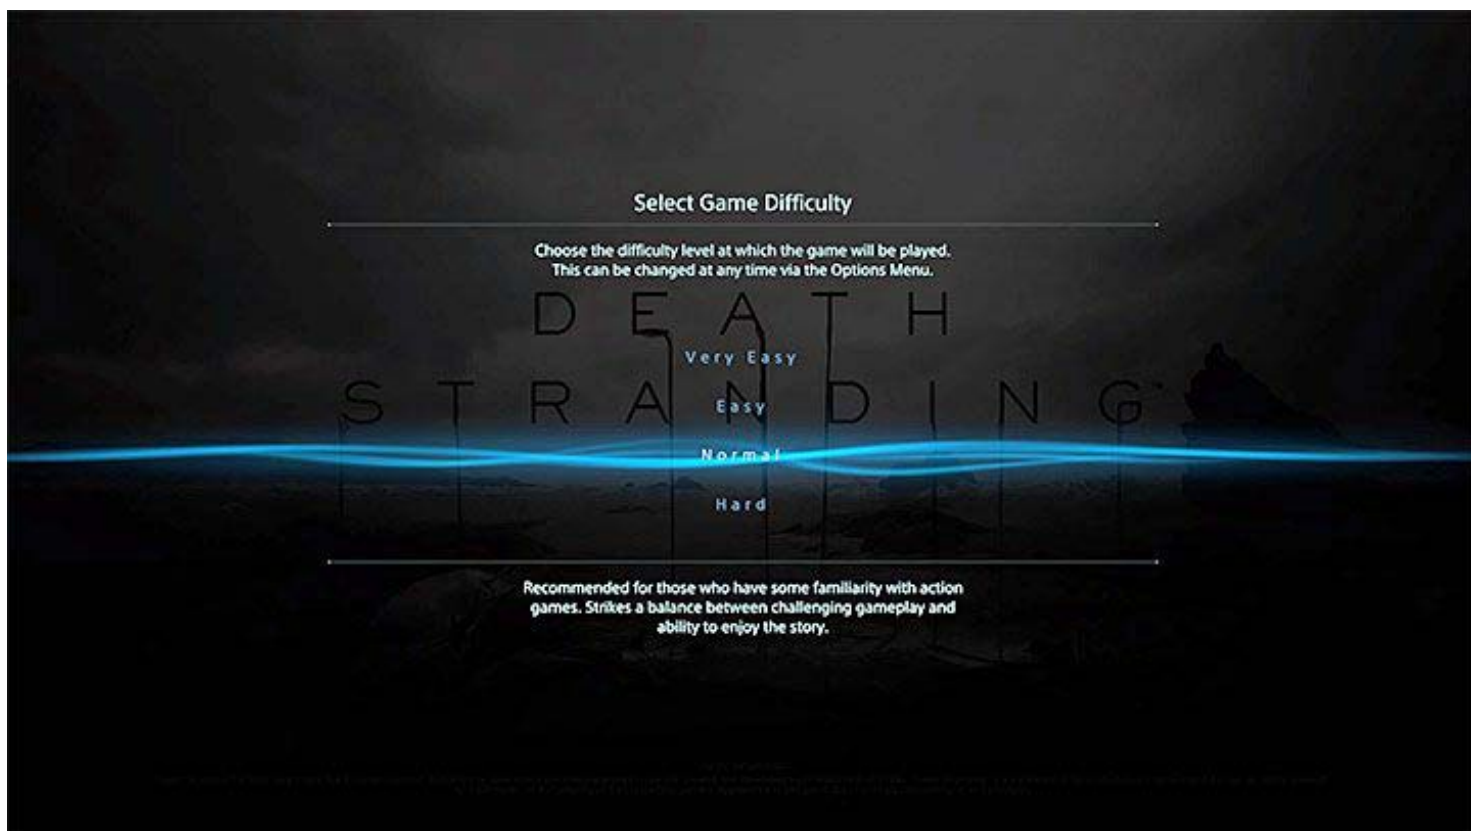 Select Game Difficulty
Choose the difficulty level at which the game will be played.
This can be changed at any time via the Options Menu.
DEATH
Very Easy
STRANDING™
Easy
Normal
Hard
Recommended for those who have some familiarity with action
games. Strikes a balance between challenging gameplay and
ability to enjoy the story.